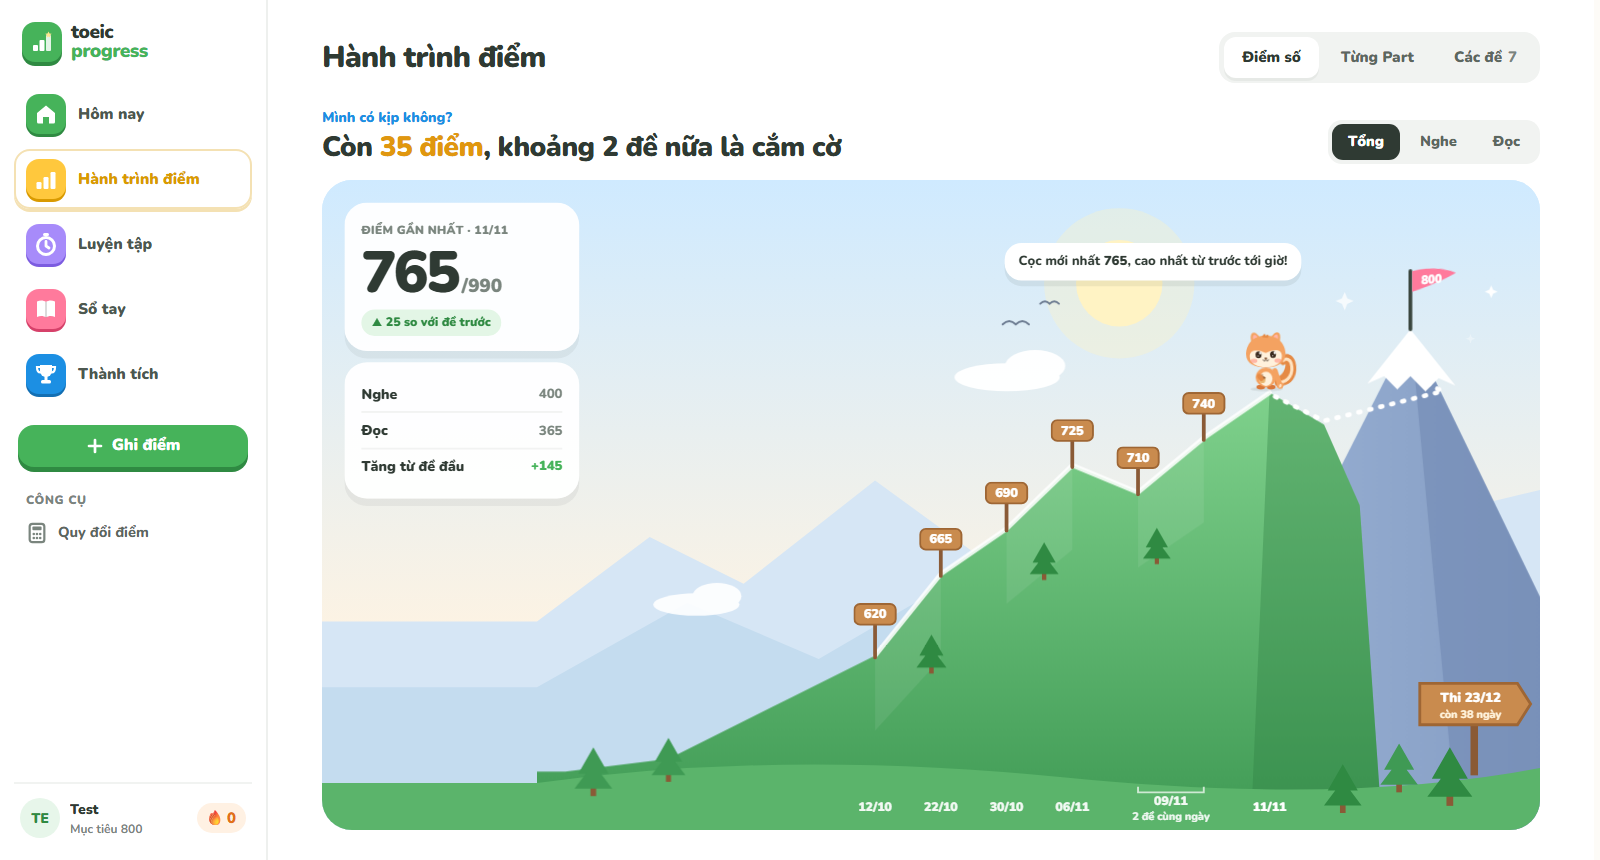 toeic
progress
Hôm nay
Hành trình điểm
Luyện tập
Sổ tay
Thành tích
+ Ghi điểm
CÔNG CỤ
Quy đổi điểm
TE
Test
Mục tiêu 800
0
Hành trình điểm
Điểm số
Từng Part
Các đề 7
Mình có kịp không?
Còn 35 điểm, khoảng 2 đề nữa là cắm cờ
Tổng
Nghe
Đọc
ĐIỂM GẦN NHẤT · 11/11
765/990
▲ 25 so với đề trước
Nghe 400
Đọc 365
Tăng từ đề đầu +145
Cọc mới nhất 765, cao nhất từ trước tới giờ!
800
740
725
710
690
665
620
Thi 23/12
còn 38 ngày
12/10
22/10
30/10
06/11
09/11
2 đề cùng ngày
11/11